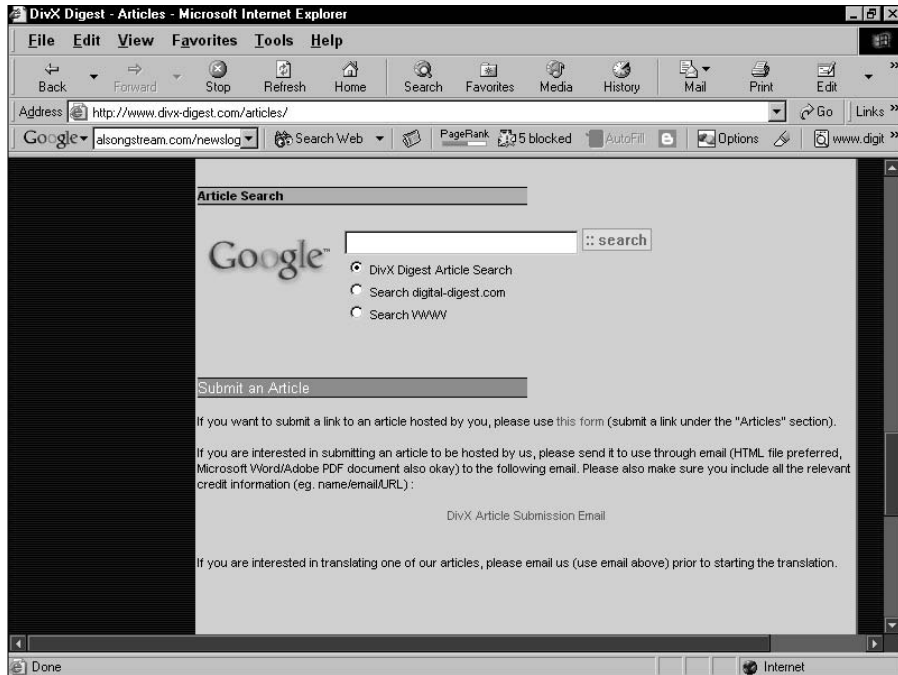 DivX Digest - Articles - Microsoft Internet Explorer
File Edit View Favorites Tools Help
Back Forward Stop Refresh Home Search Favorites Media History Mail Print Edit »
Address http://www.divx-digest.com/articles/ Go Links »
Google alsongstream.com/newslog Search Web PageRank 15 blocked AutoFill Options www.digit »
Article Search
Google™ :: search
DivX Digest Article Search
Search digital-digest.com
Search WWW
Submit an Article
If you want to submit a link to an article hosted by you, please use this form (submit a link under the "Articles" section).
If you are interested in submitting an article to be hosted by us, please send it to use through email (HTML file preferred,
Microsoft Word/Adobe PDF document also okay) to the following email. Please also make sure you include all the relevant
credit information (eg. name/email/URL) :
DivX Article Submission Email
If you are interested in translating one of our articles, please email us (use email above) prior to starting the translation.
Done Internet